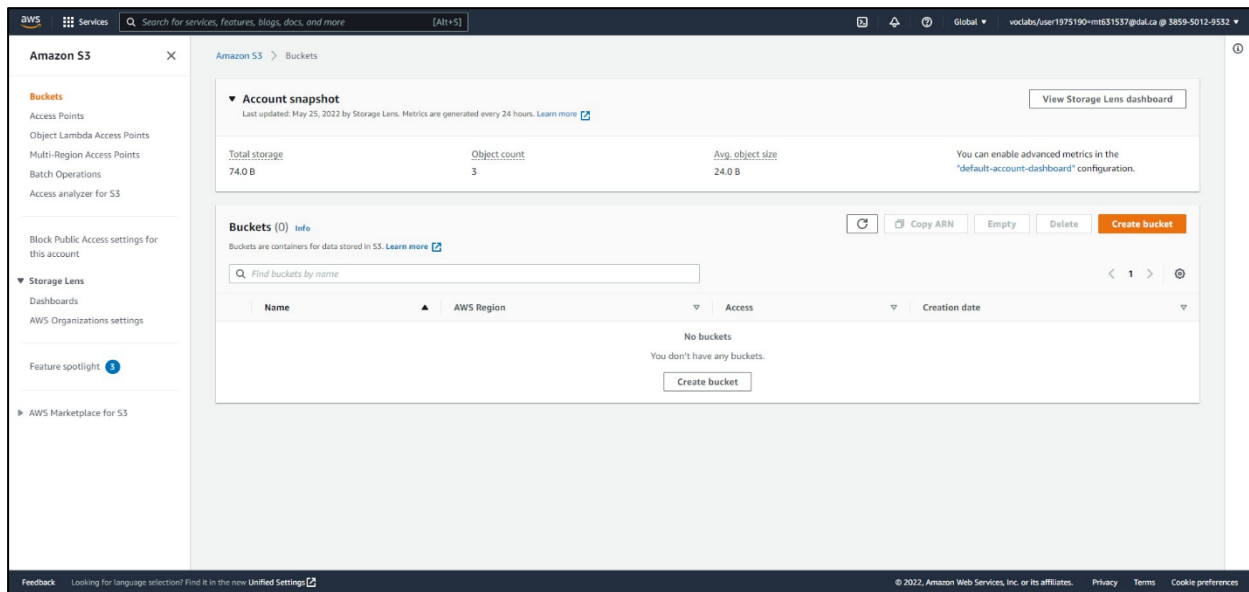 aws Services Search for services, features, blogs, docs, and more [Alt+S] Global voclabs/user1975190=mt631537@dal.ca @ 3859-5012-9532
Amazon S3
Buckets
Access Points
Object Lambda Access Points
Multi-Region Access Points
Batch Operations
Access analyzer for S3
Block Public Access settings for
this account
Storage Lens
Dashboards
AWS Organizations settings
Feature spotlight 3
AWS Marketplace for S3
Amazon S3 > Buckets
Account snapshot
Last updated: May 25, 2022 by Storage Lens. Metrics are generated every 24 hours. Learn more
View Storage Lens dashboard
Total storage
74.0 B
Object count
3
Avg. object size
24.0 B
You can enable advanced metrics in the
"default-account-dashboard" configuration.
Buckets (0) Info
Buckets are containers for data stored in S3. Learn more
Copy ARN Empty Delete Create bucket
Find buckets by name
< 1 >
Name AWS Region Access Creation date
No buckets
You don't have any buckets.
Create bucket
Feedback Looking for language selection? Find it in the new Unified Settings © 2022, Amazon Web Services, Inc. or its affiliates. Privacy Terms Cookie preferences